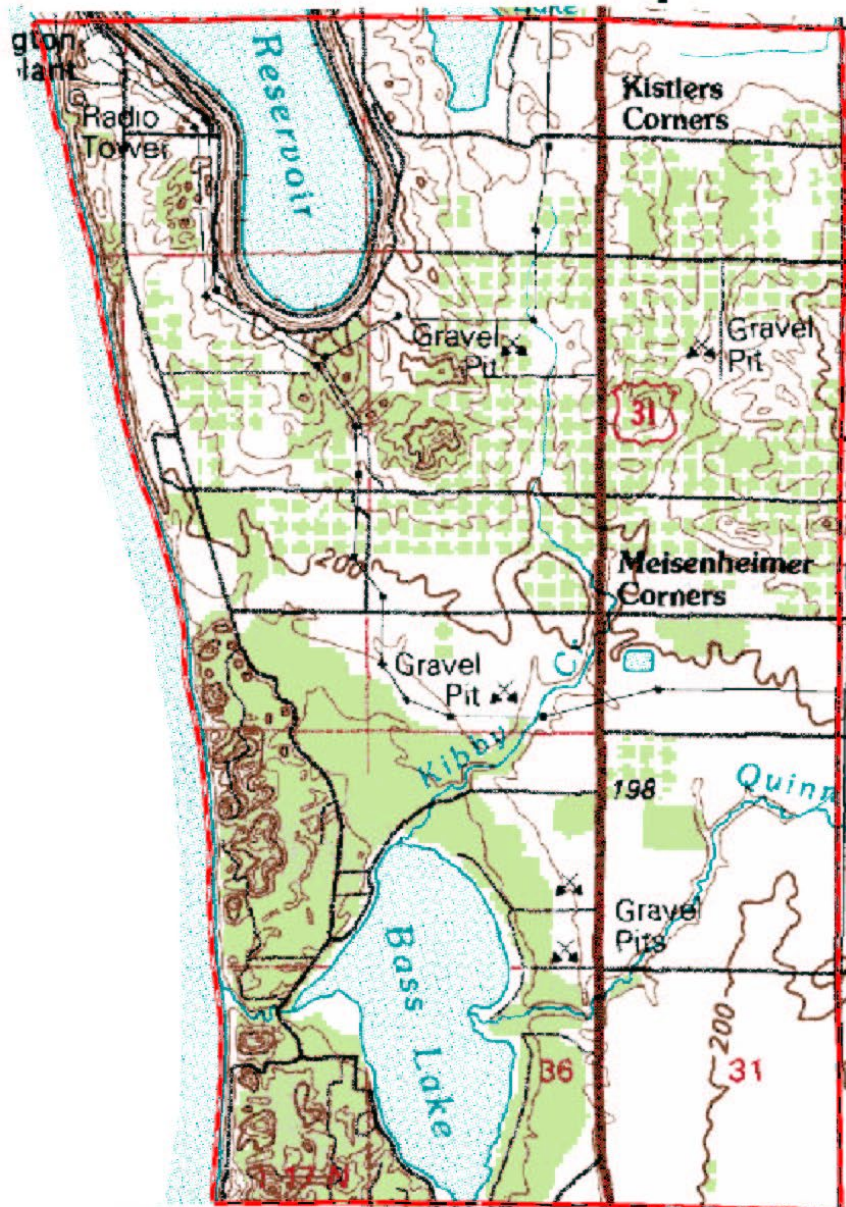 Reservoir
Radio
Tower
Kistlers
Corners
Gravel
Pit
Gravel
Pit
31
200
Meisenheimer
Corners
Gravel
Pit
Kibby Cr
198
Quinn
Gravel
Pits
Bass Lake
200
36
31
T 17 N